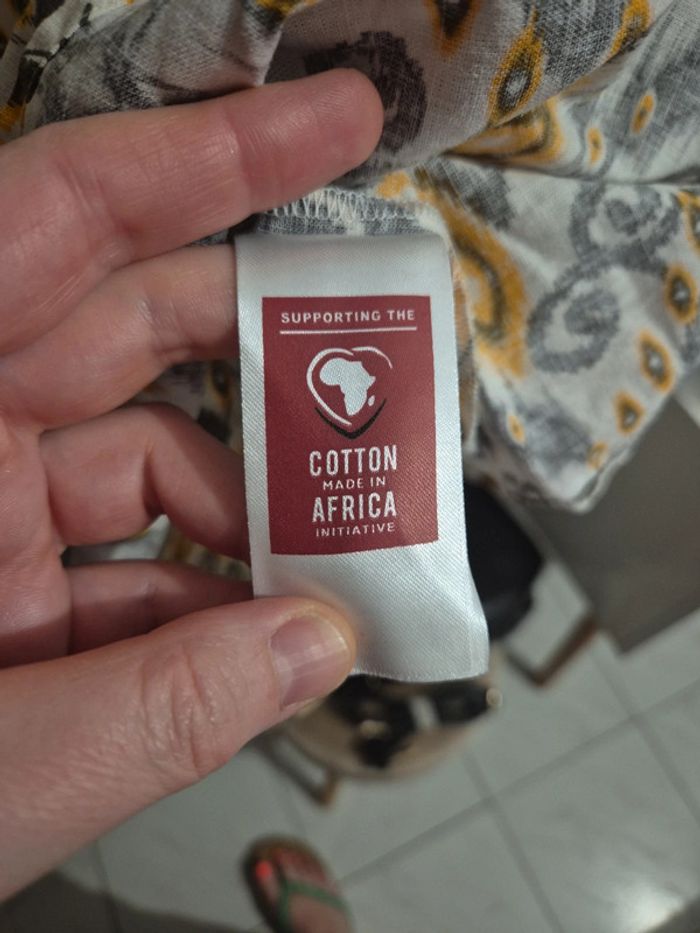 SUPPORTING THE
COTTON
MADE IN
AFRICA
INITIATIVE